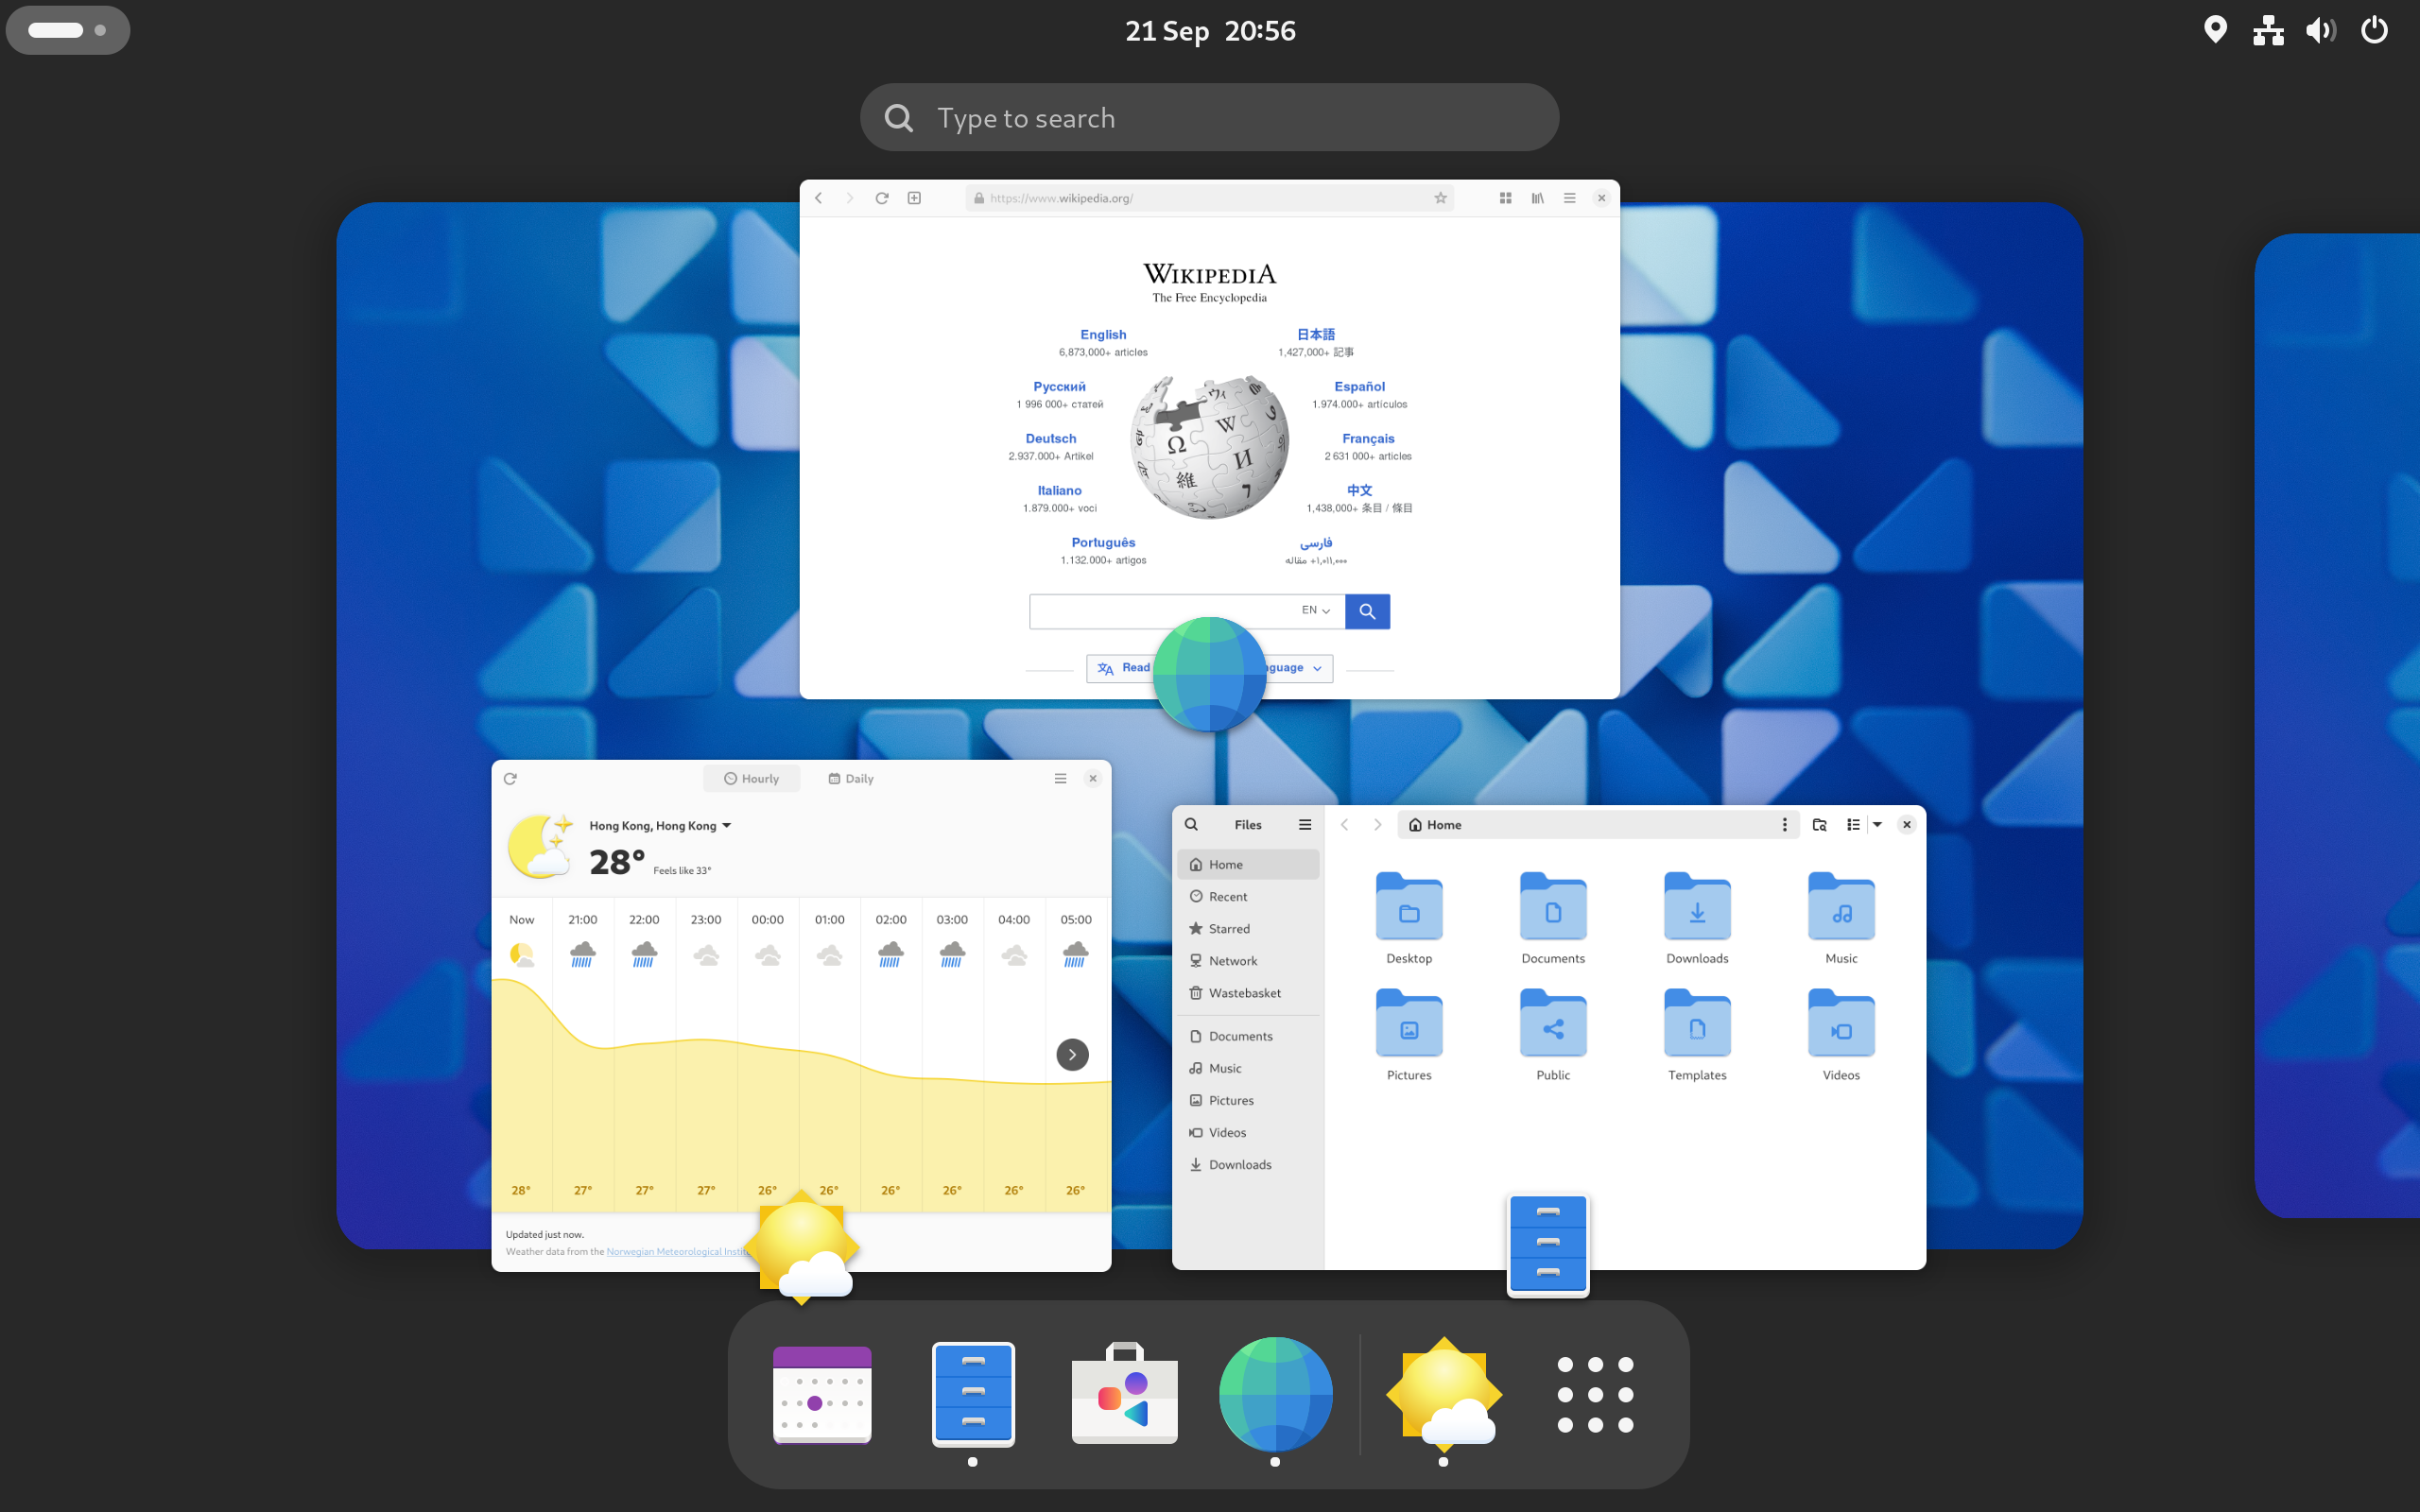 21 Sep 20:56
Type to search
https://www.wikipedia.org/
WIKIPEDIA
The Free Encyclopedia
English
6,873,000+ articles
日本語
1,427,000+ 記事
Русский
1 996 000+ статей
Español
1.974.000+ artículos
Deutsch
2.937.000+ Artikel
Français
2 631 000+ articles
Italiano
1.879.000+ voci
中文
1,438,000+ 条目 / 條目
Português
1.132.000+ artigos
فارسی
۱٬۰۱۱٬۰۰۰+ مقاله
EN
Read
Hourly
Daily
Hong Kong, Hong Kong
28°
Feels like 33°
Now 21:00 22:00 23:00 00:00 01:00 02:00 03:00 04:00 05:00
28° 27° 27° 27° 26° 26° 26° 26° 26° 26°
Updated just now.
Weather data from the Norwegian Meteorological
Files
Home
Home
Recent
Starred
Network
Wastebasket
Documents
Music
Pictures
Videos
Downloads
Desktop
Documents
Downloads
Music
Pictures
Public
Templates
Videos